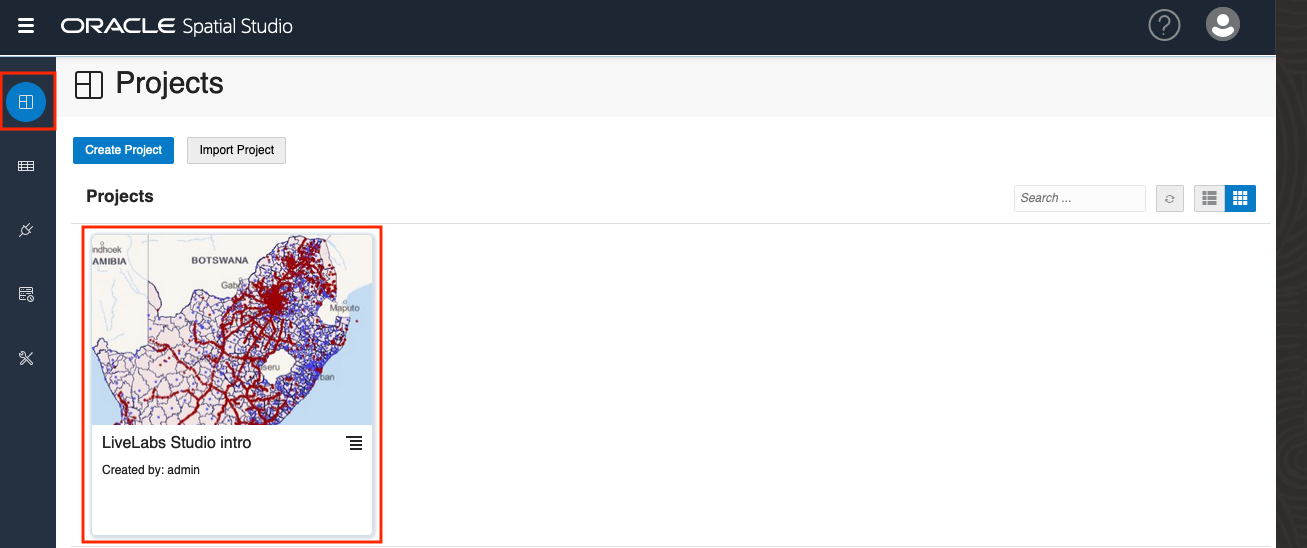 ORACLE Spatial Studio
?
Projects
Create Project
Import Project
Projects
Search ...
ndhoek
AMIBIA
BOTSWANA
Gab
Maputo
seru
ban
LiveLabs Studio intro
Created by: admin